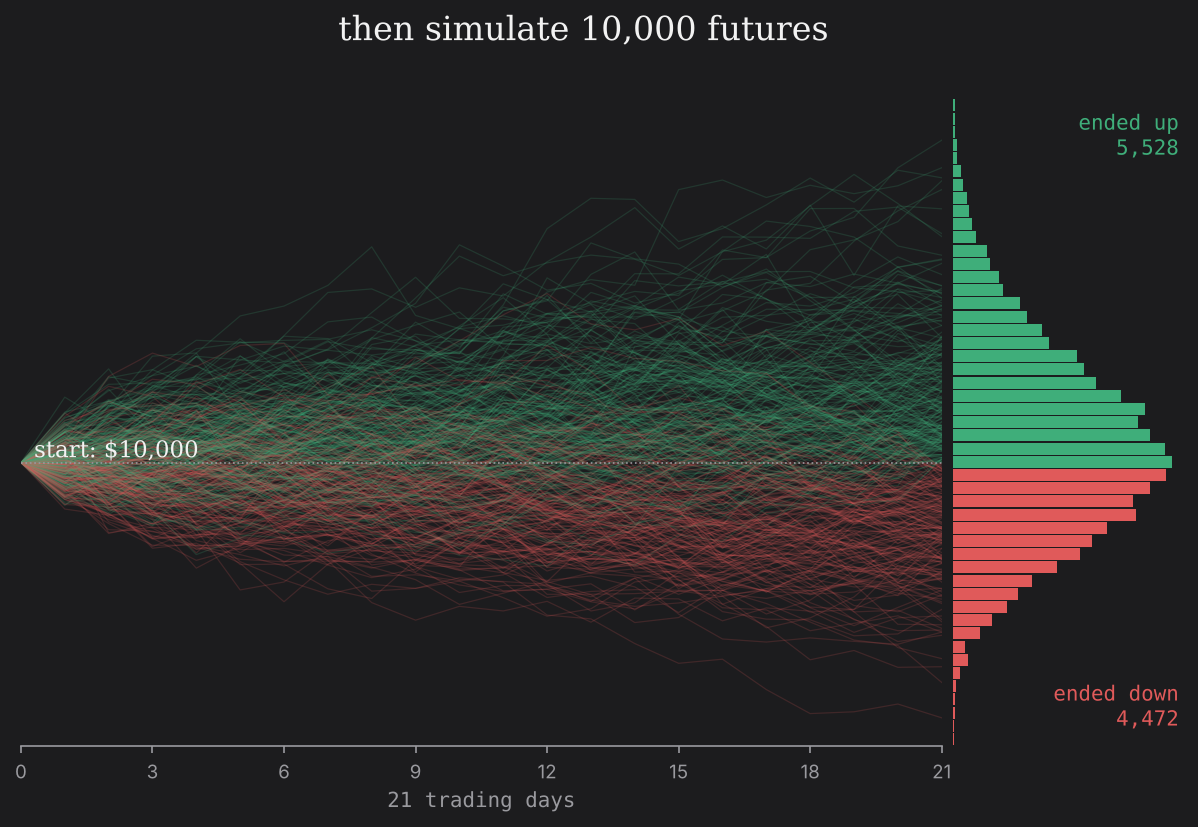 then simulate 10,000 futures
ended up
5,528
start: $10,000
ended down
4,472
0 3 6 9 12 15 18 21
21 trading days